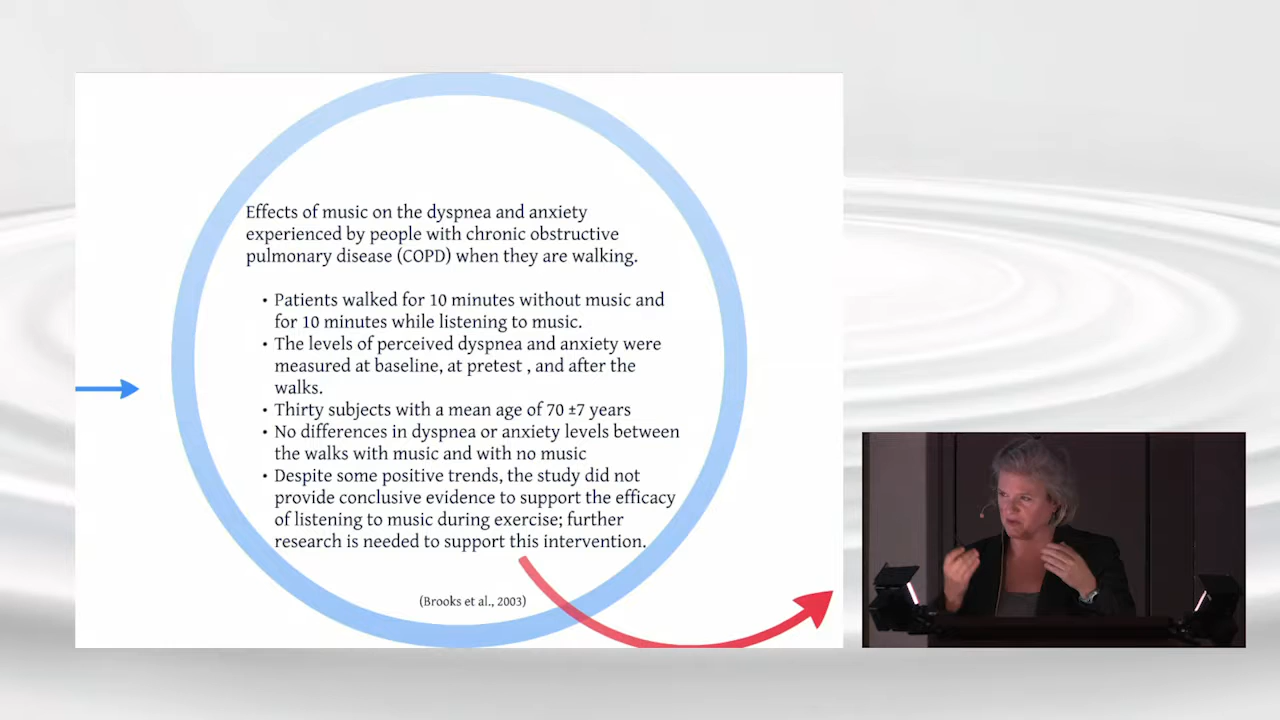 Effects of music on the dyspnea and anxiety
experienced by people with chronic obstructive
pulmonary disease (COPD) when they are walking.
• Patients walked for 10 minutes without music and
for 10 minutes while listening to music.
• The levels of perceived dyspnea and anxiety were
measured at baseline, at pretest , and after the
walks.
• Thirty subjects with a mean age of 70 ±7 years
• No differences in dyspnea or anxiety levels between
the walks with music and with no music
• Despite some positive trends, the study did not
provide conclusive evidence to support the efficacy
of listening to music during exercise; further
research is needed to support this intervention.
(Brooks et al., 2003)